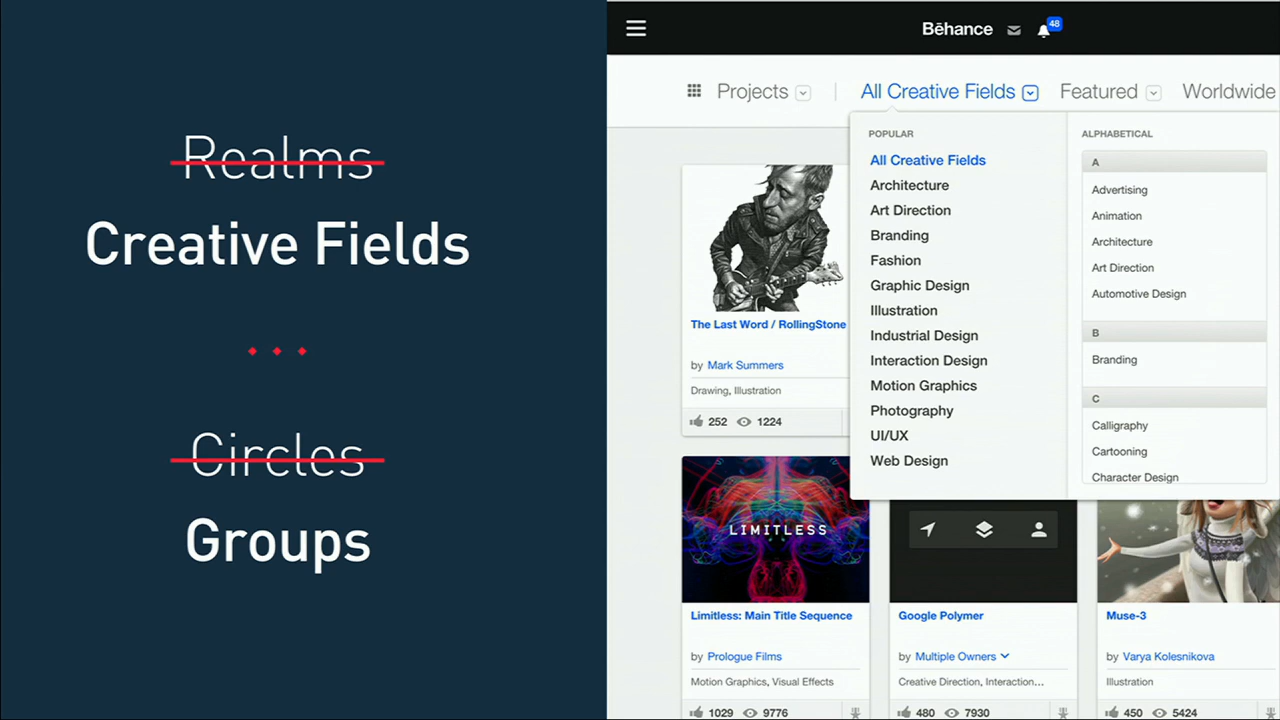 Realms
Creative Fields
Circles
Groups
Bēhance
48
Projects
All Creative Fields
Featured
Worldwide
POPULAR
All Creative Fields
Architecture
Art Direction
Branding
Fashion
Graphic Design
Illustration
Industrial Design
Interaction Design
Motion Graphics
Photography
UI/UX
Web Design
ALPHABETICAL
A
Advertising
Animation
Architecture
Art Direction
Automotive Design
B
Branding
C
Calligraphy
Cartooning
Character Design
The Last Word / RollingStone
by Mark Summers
Drawing, Illustration
252 1224
LIMITLESS
Limitless: Main Title Sequence
by Prologue Films
Motion Graphics, Visual Effects
1029 9776
Google Polymer
by Multiple Owners
Creative Direction, Interaction...
480 7930
Muse-3
by Varya Kolesnikova
Illustration
450 5424